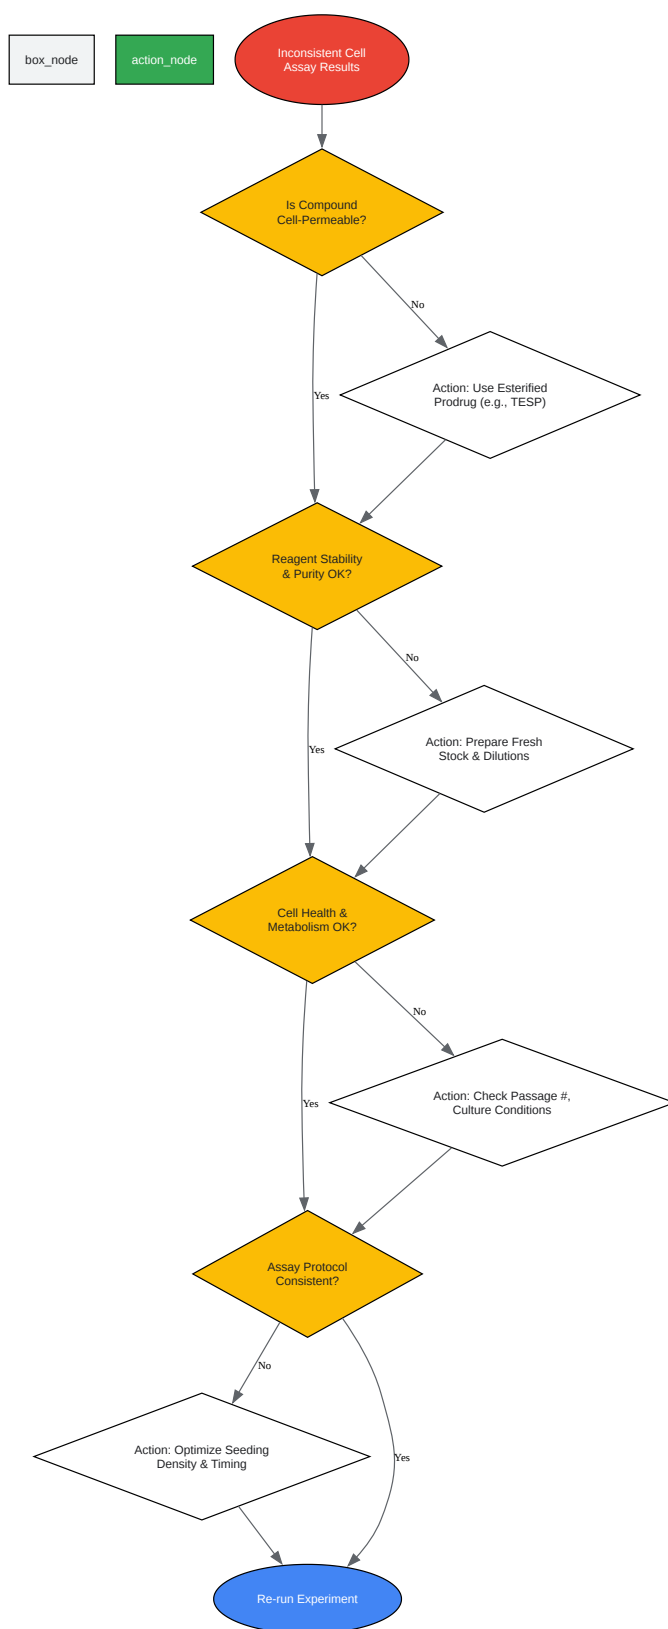 box_node
action_node
Inconsistent Cell
Assay Results
Is Compound
Cell-Permeable?
No
Action: Use Esterified
Prodrug (e.g., TESP)
Yes
Reagent Stability
& Purity OK?
No
Action: Prepare Fresh
Stock & Dilutions
Yes
Cell Health &
Metabolism OK?
No
Action: Check Passage #,
Culture Conditions
Yes
Assay Protocol
Consistent?
No
Action: Optimize Seeding
Density & Timing
Yes
Re-run Experiment